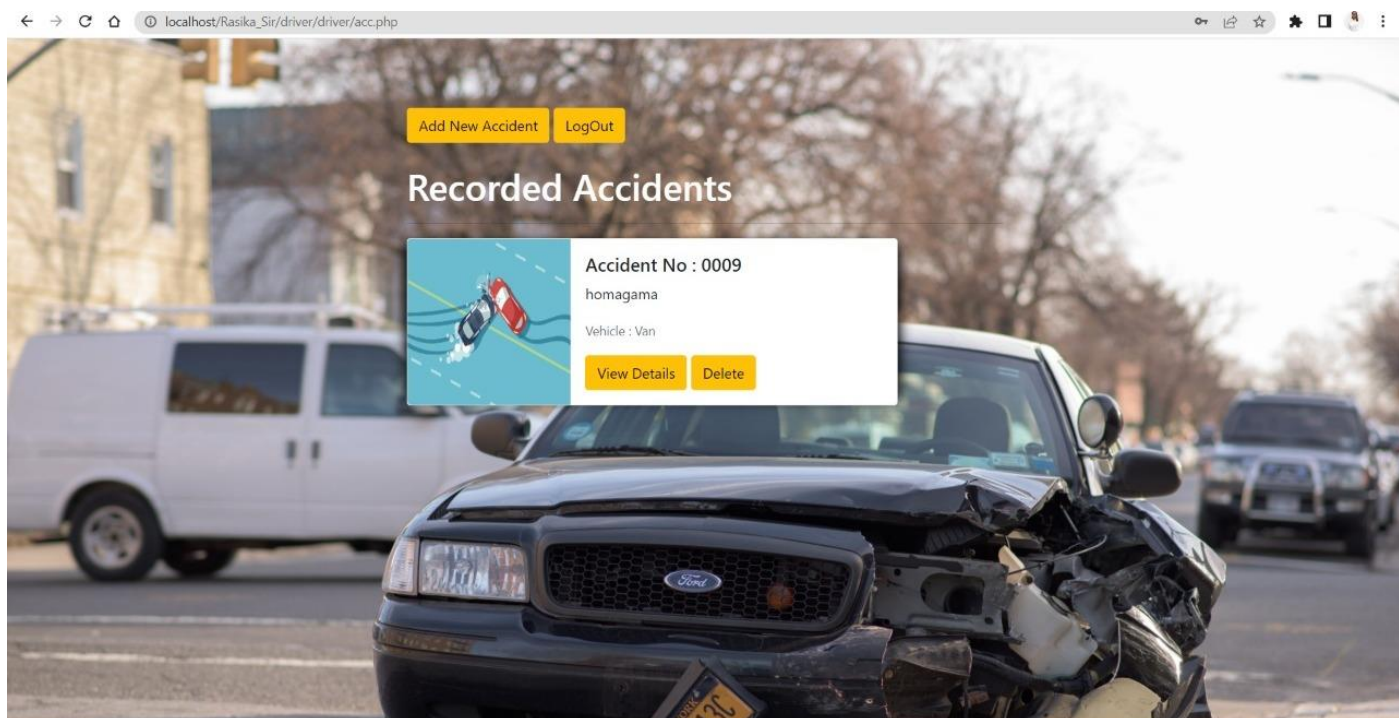 localhost/Rasika_Sir/driver/driver/acc.php
Add New Accident LogOut
Recorded Accidents
Accident No : 0009
homagama
Vehicle : Van
View Details Delete
Ford